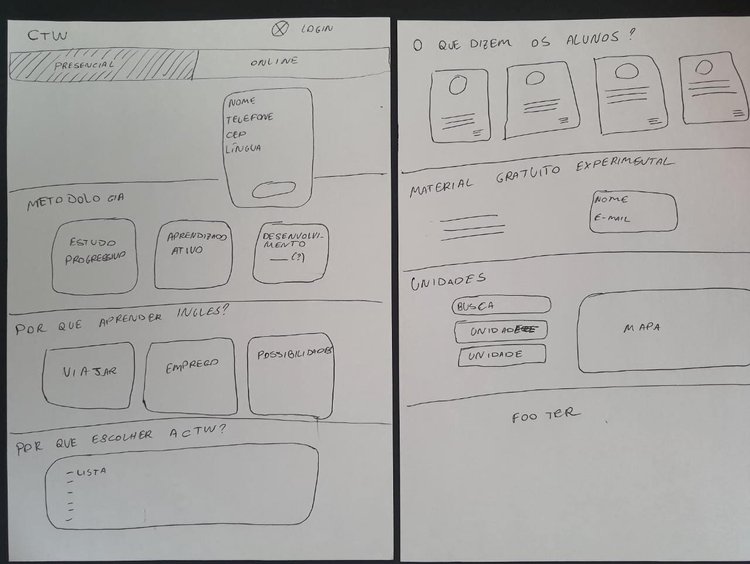 CTW
LOGIN
PRESENCIAL
ONLINE
NOME
TELEFONE
CEP
LÍNGUA
METODOLOGIA
ESTUDO
PROGRESSIVO
APRENDIZADO
ATIVO
DESENVOLVI-
MENTO
(?)
POR QUE APRENDER INGLES?
VIAJAR
EMPREGO
POSSIBILIDADES
POR QUE ESCOLHER A CTW?
- LISTA
-
-
-
-
-
O QUE DIZEM OS ALUNOS?
MATERIAL GRATUITO EXPERIMENTAL
NOME
E-MAIL
UNIDADES
BUSCA
UNIDADE
UNIDADE
MAPA
FOOTER